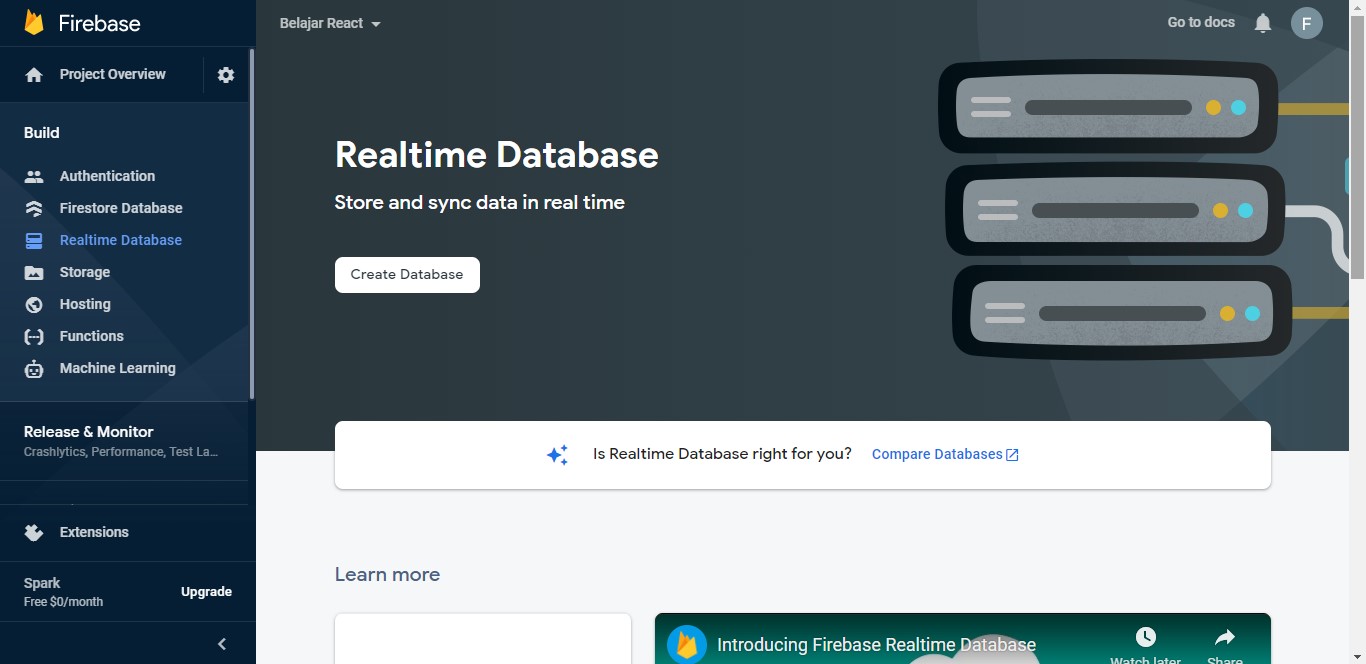 Firebase
Belajar React
Go to docs
F
Project Overview
Build
Authentication
Firestore Database
Realtime Database
Storage
Hosting
Functions
Machine Learning
Release & Monitor
Crashlytics, Performance, Test La...
Extensions
Spark
Free $0/month
Upgrade
Realtime Database
Store and sync data in real time
Create Database
Is Realtime Database right for you? Compare Databases
Learn more
Introducing Firebase Realtime Database
Watch later
Share